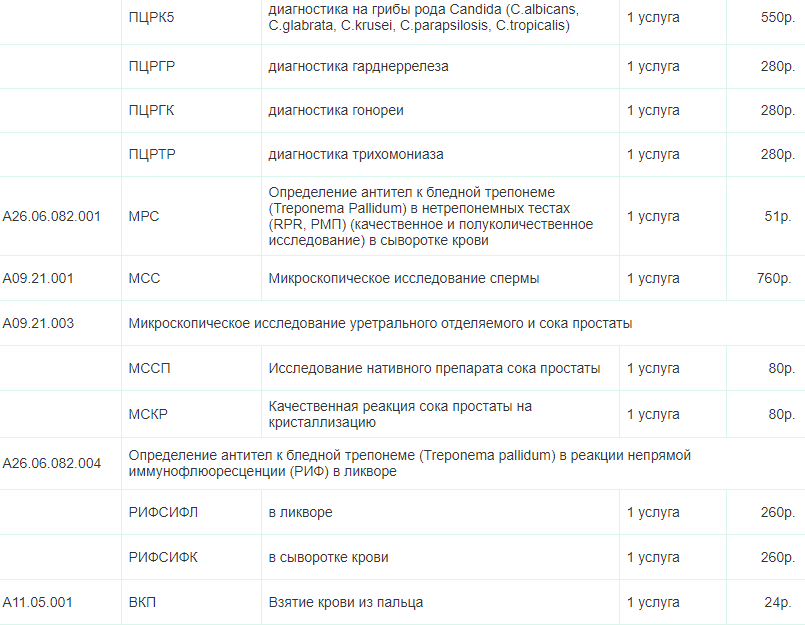 ПЦРК5 диагностика на грибы рода Candida (C.albicans, 1 услуга 550р.
C.glabrata, C.krusei, C.parapsilosis, C.tropicalis)
ПЦРГР диагностика гарднеррелеза 1 услуга 280р.
ПЦРГК диагностика гонореи 1 услуга 280р.
ПЦРТР диагностика трихомониаза 1 услуга 280р.
Определение антител к бледной трепонеме
(Treponema Pallidum) в нетрепонемных тестах
A26.06.082.001 МРС (RPR, РМП) (качественное и полуколичественное 1 услуга 51р.
исследование) в сыворотке крови
A09.21.001 МСС Микроскопическое исследование спермы 1 услуга 760р.
A09.21.003 Микроскопическое исследование уретрального отделяемого и сока простаты
МССП Исследование нативного препарата сока простаты 1 услуга 80р.
МСКР Качественная реакция сока простаты на 1 услуга 80р.
кристаллизацию
A26.06.082.004 Определение антител к бледной трепонеме (Treponema pallidum) в реакции непрямой
иммунофлюоресценции (РИФ) в ликворе
РИФСИФЛ в ликворе 1 услуга 260р.
РИФСИФК в сыворотке крови 1 услуга 260р.
A11.05.001 ВКП Взятие крови из пальца 1 услуга 24р.